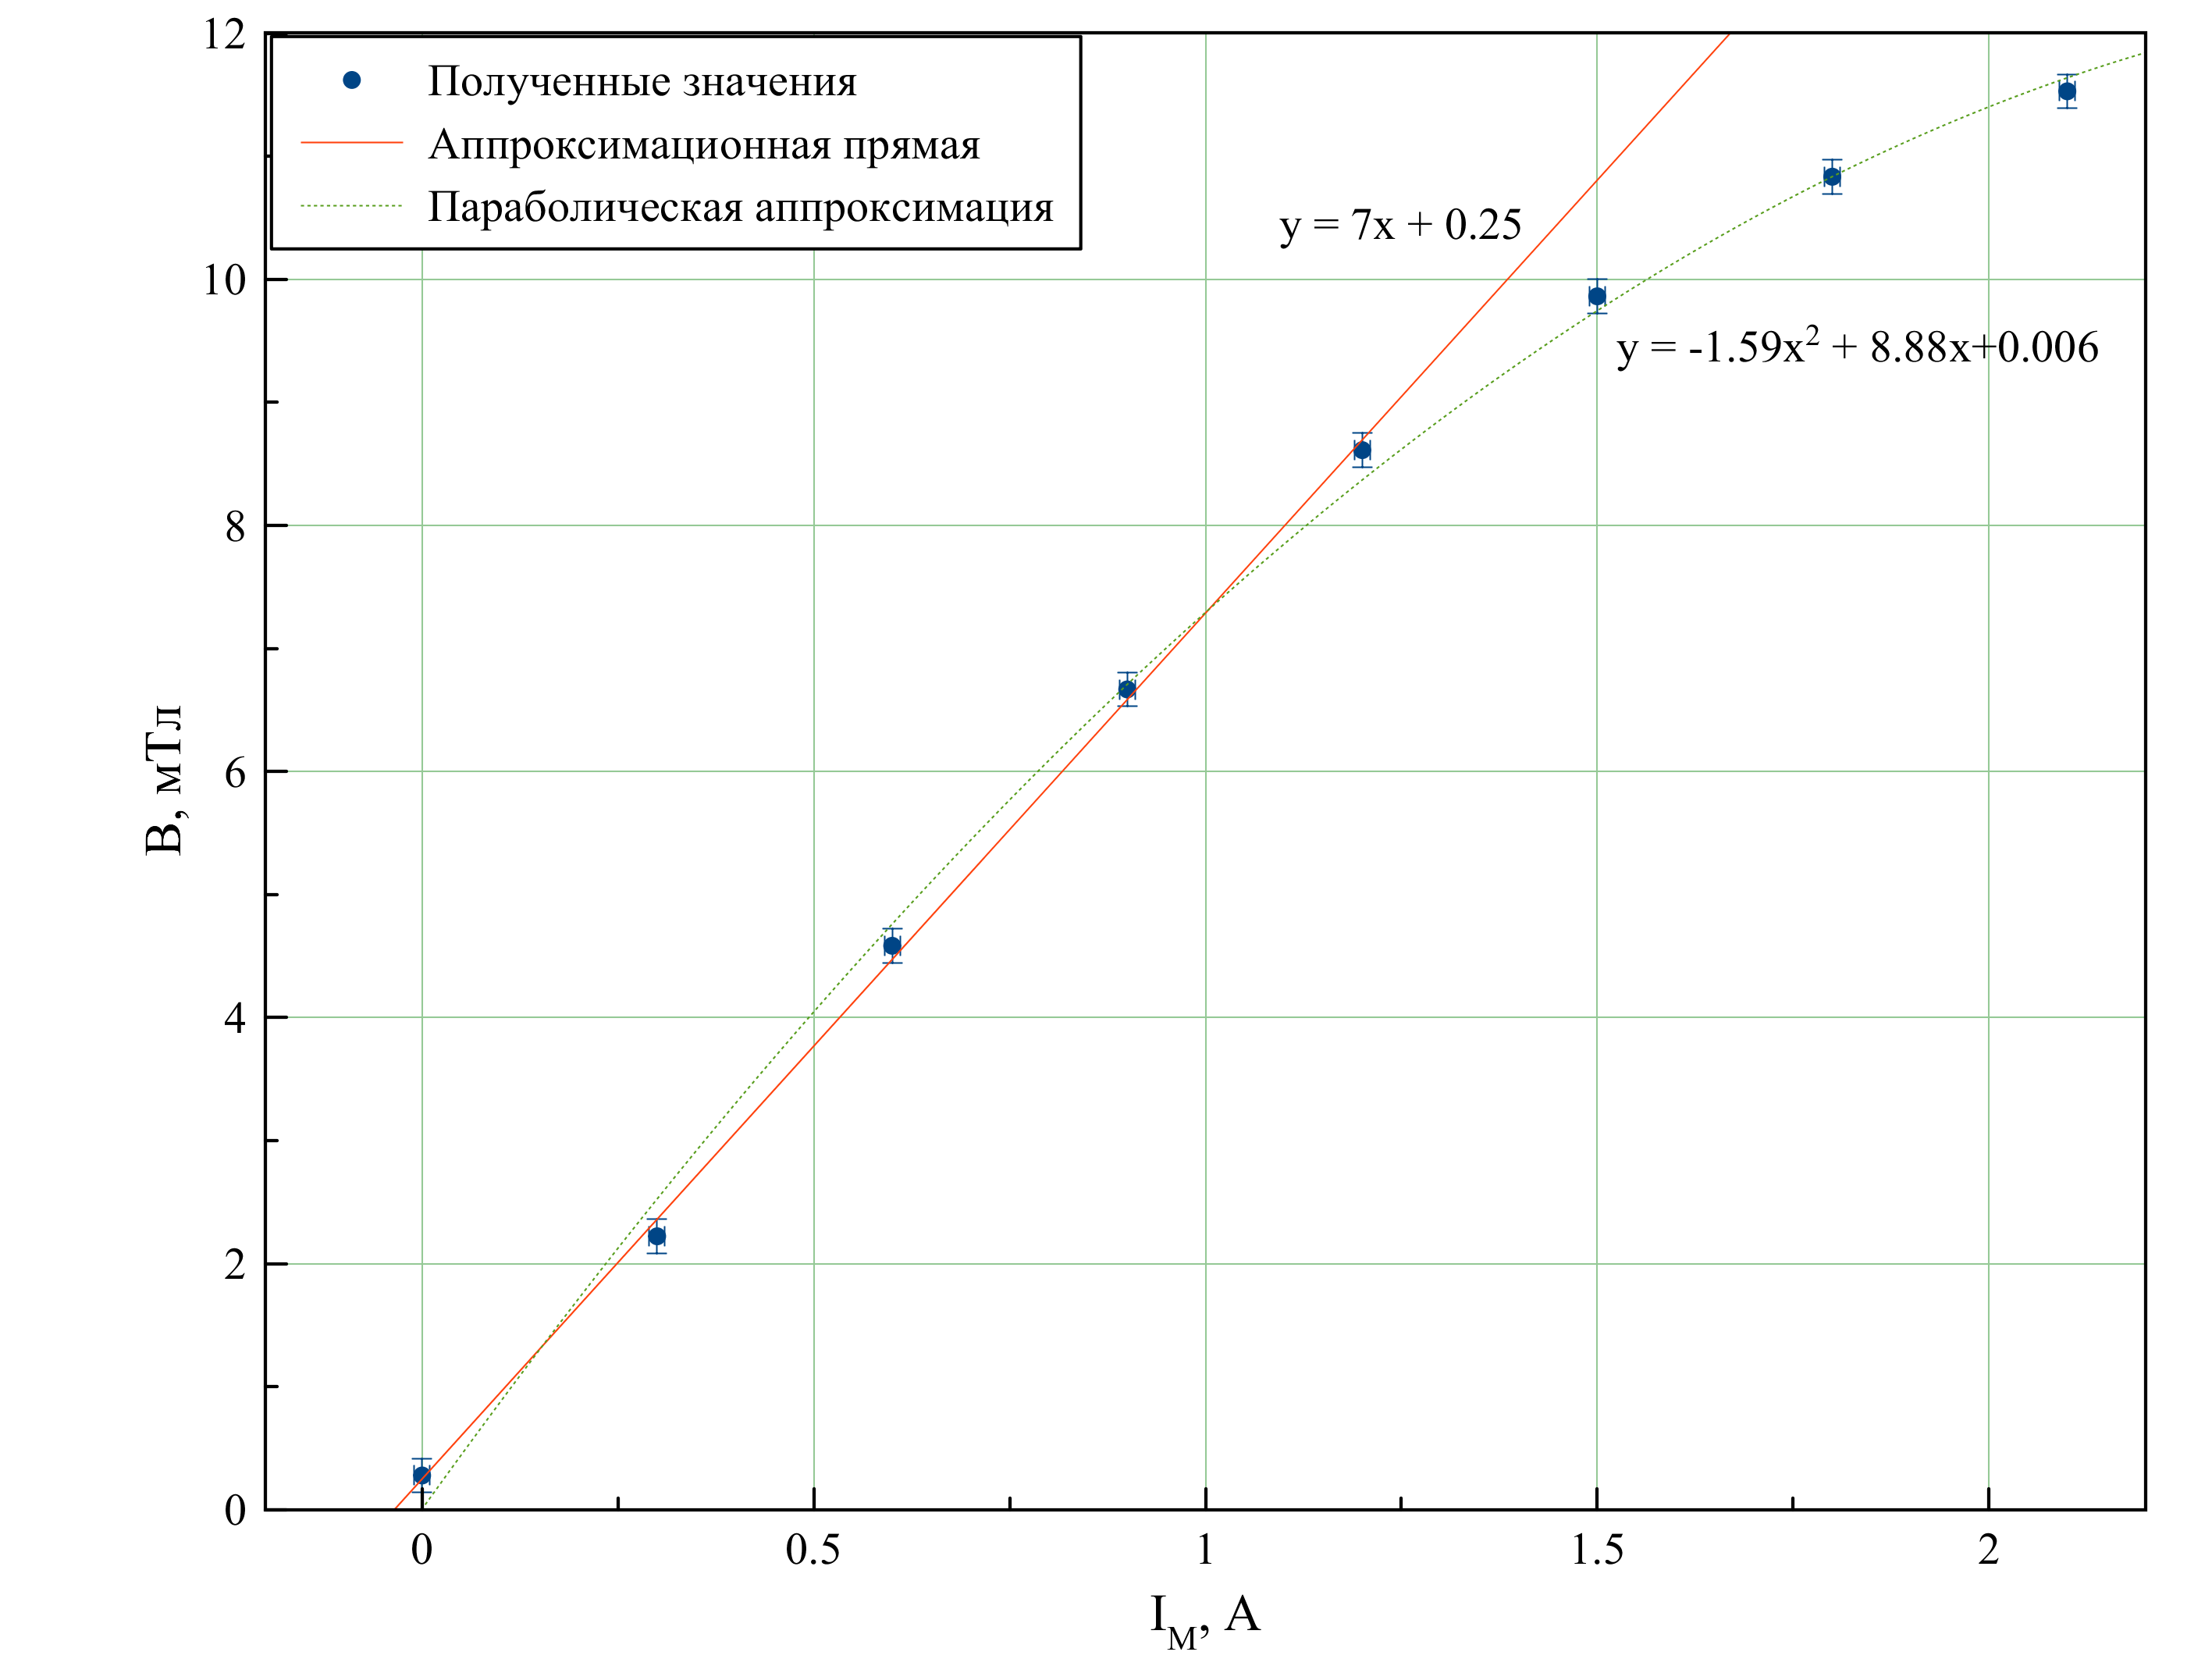 Полученные значения
Аппроксимационная прямая
Параболическая аппроксимация
y = 7x + 0.25
y = -1.59x² + 8.88x+0.006
B, мТл
12
10
8
6
4
2
0
0 0.5 1 1.5 2
I_M, A